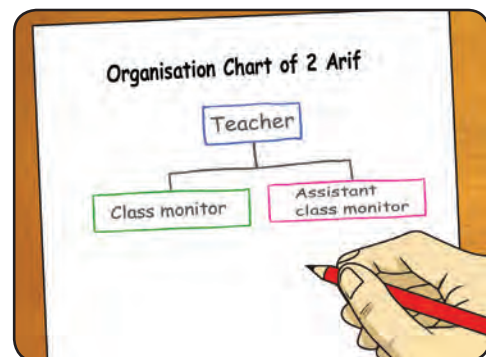 Organisation Chart of 2 Arif
Teacher
Class monitor
Assistant
class monitor